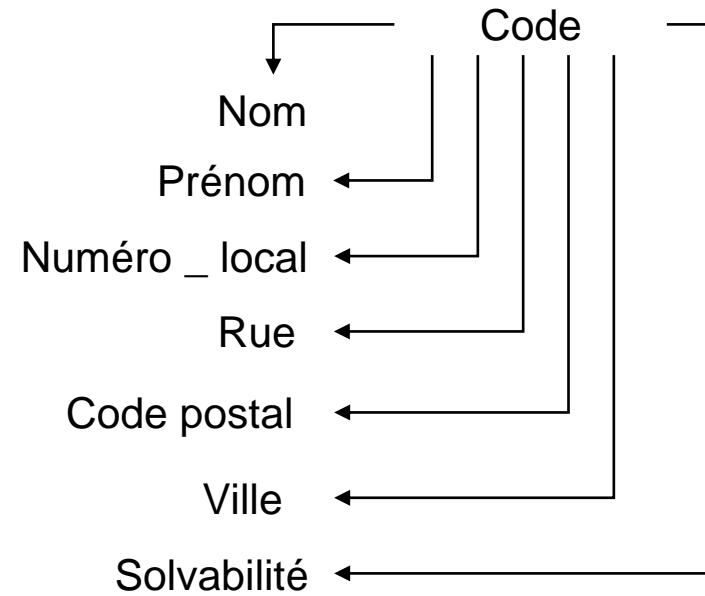 Code
Nom
Prénom
Numéro _ local
Rue
Code postal
Ville
Solvabilité